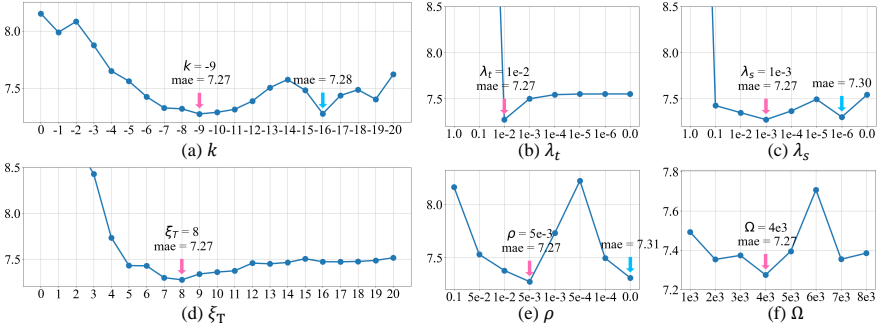 8.0
7.5
k = -9
mae = 7.27
mae = 7.28
0 -1 -2 -3 -4 -5 -6 -7 -8 -9 -10 -11 -12 -13 -14 -15 -16 -17 -18 -19 -20
(a) k
8.5
8.0
7.5
λt = 1e-2
mae = 7.27
1.0 0.1 1e-2 1e-3 1e-4 1e-5 1e-6 0.0
(b) λt
8.5
8.0
7.5
λs = 1e-3
mae = 7.27
mae = 7.30
1.0 0.1 1e-2 1e-3 1e-4 1e-5 1e-6 0.0
(c) λs
8.5
8.0
7.5
ξT = 8
mae = 7.27
0 1 2 3 4 5 6 7 8 9 10 11 12 13 14 15 16 17 18 19 20
(d) ξT
8.0
7.5
ρ = 5e-3
mae = 7.27
mae = 7.31
0.1 5e-2 1e-2 5e-3 1e-3 5e-4 1e-4 0.0
(e) ρ
7.8
7.6
7.4
7.2
Ω = 4e3
mae = 7.27
1e3 2e3 3e3 4e3 5e3 6e3 7e3 8e3
(f) Ω